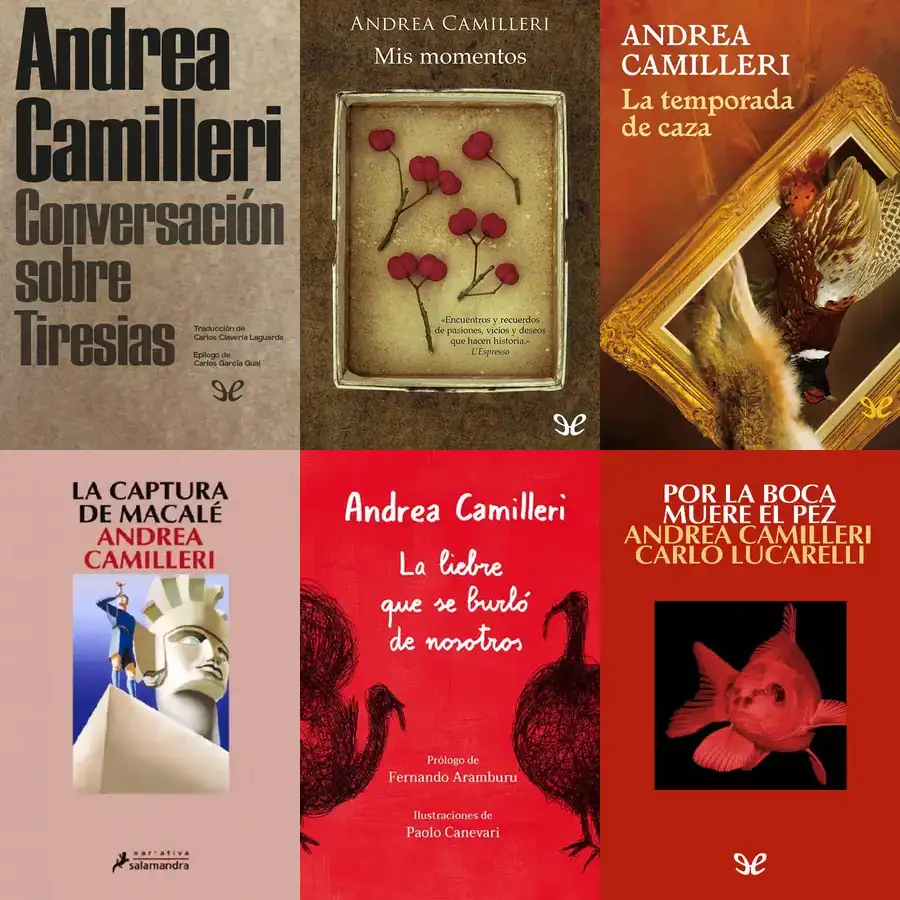 Andrea
Camilleri
Conversación
sobre
Tiresias
Traducción de
Carlos Clavería Laguarda
Epílogo de
Carlos García Gual
ANDREA CAMILLERI
Mis momentos
«Encuentros y recuerdos
de pasiones, vicios y deseos
que hacen historia.»
L'Espresso
ANDREA
CAMILLERI
La temporada
de caza
LA CAPTURA
DE MACALÉ
ANDREA
CAMILLERI
narrativa
salamandra
Andrea Camilleri
La liebre
que se burló
de nosotros
Prólogo de
Fernando Aramburu
Ilustraciones de
Paolo Canevari
POR LA BOCA
MUERE EL PEZ
ANDREA CAMILLERI
CARLO LUCARELLI